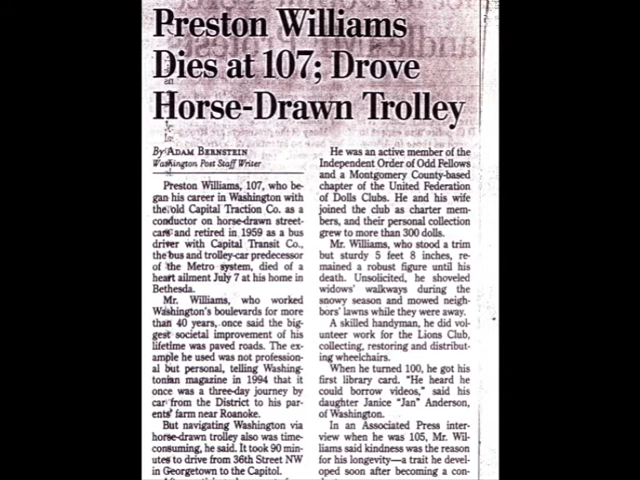 Preston Williams
Dies at 107; Drove
Horse-Drawn Trolley
By ADAM BERNSTEIN
Washington Post Staff Writer
Preston Williams, 107, who be-
gan his career in Washington with
the old Capital Traction Co. as a
conductor on horse-drawn street-
cars and retired in 1959 as a bus
driver with Capital Transit Co.,
the bus and trolley-car predecessor
of the Metro system, died of a
heart ailment July 7 at his home in
Bethesda.
Mr. Williams, who worked
Washington's boulevards for more
than 40 years, once said the big-
gest societal improvement of his
lifetime was paved roads. The ex-
ample he used was not profession-
al but personal, telling Washing-
tonian magazine in 1994 that it
once was a three-day journey by
car from the District to his par-
ents' farm near Roanoke.
But navigating Washington via
horse-drawn trolley also was time-
consuming, he said. It took 90 min-
utes to drive from 36th Street NW
in Georgetown to the Capitol.
He was an active member of the
Independent Order of Odd Fellows
and a Montgomery County-based
chapter of the United Federation
of Dolls Clubs. He and his wife
joined the club as charter mem-
bers, and their personal collection
grew to more than 300 dolls.
Mr. Williams, who stood a trim
but sturdy 5 feet 8 inches, re-
mained a robust figure until his
death. Unsolicited, he shoveled
widows' walkways during the
snowy season and mowed neigh-
bors' lawns while they were away.
A skilled handyman, he did vol-
unteer work for the Lions Club,
collecting, restoring and distribut-
ing wheelchairs.
When he turned 100, he got his
first library card. "He heard he
could borrow videos," said his
daughter Janice "Jan" Anderson,
of Washington.
In an Associated Press inter-
view when he was 105, Mr. Wil-
liams said kindness was the reason
for his longevity—a trait he devel-
oped soon after becoming a con-